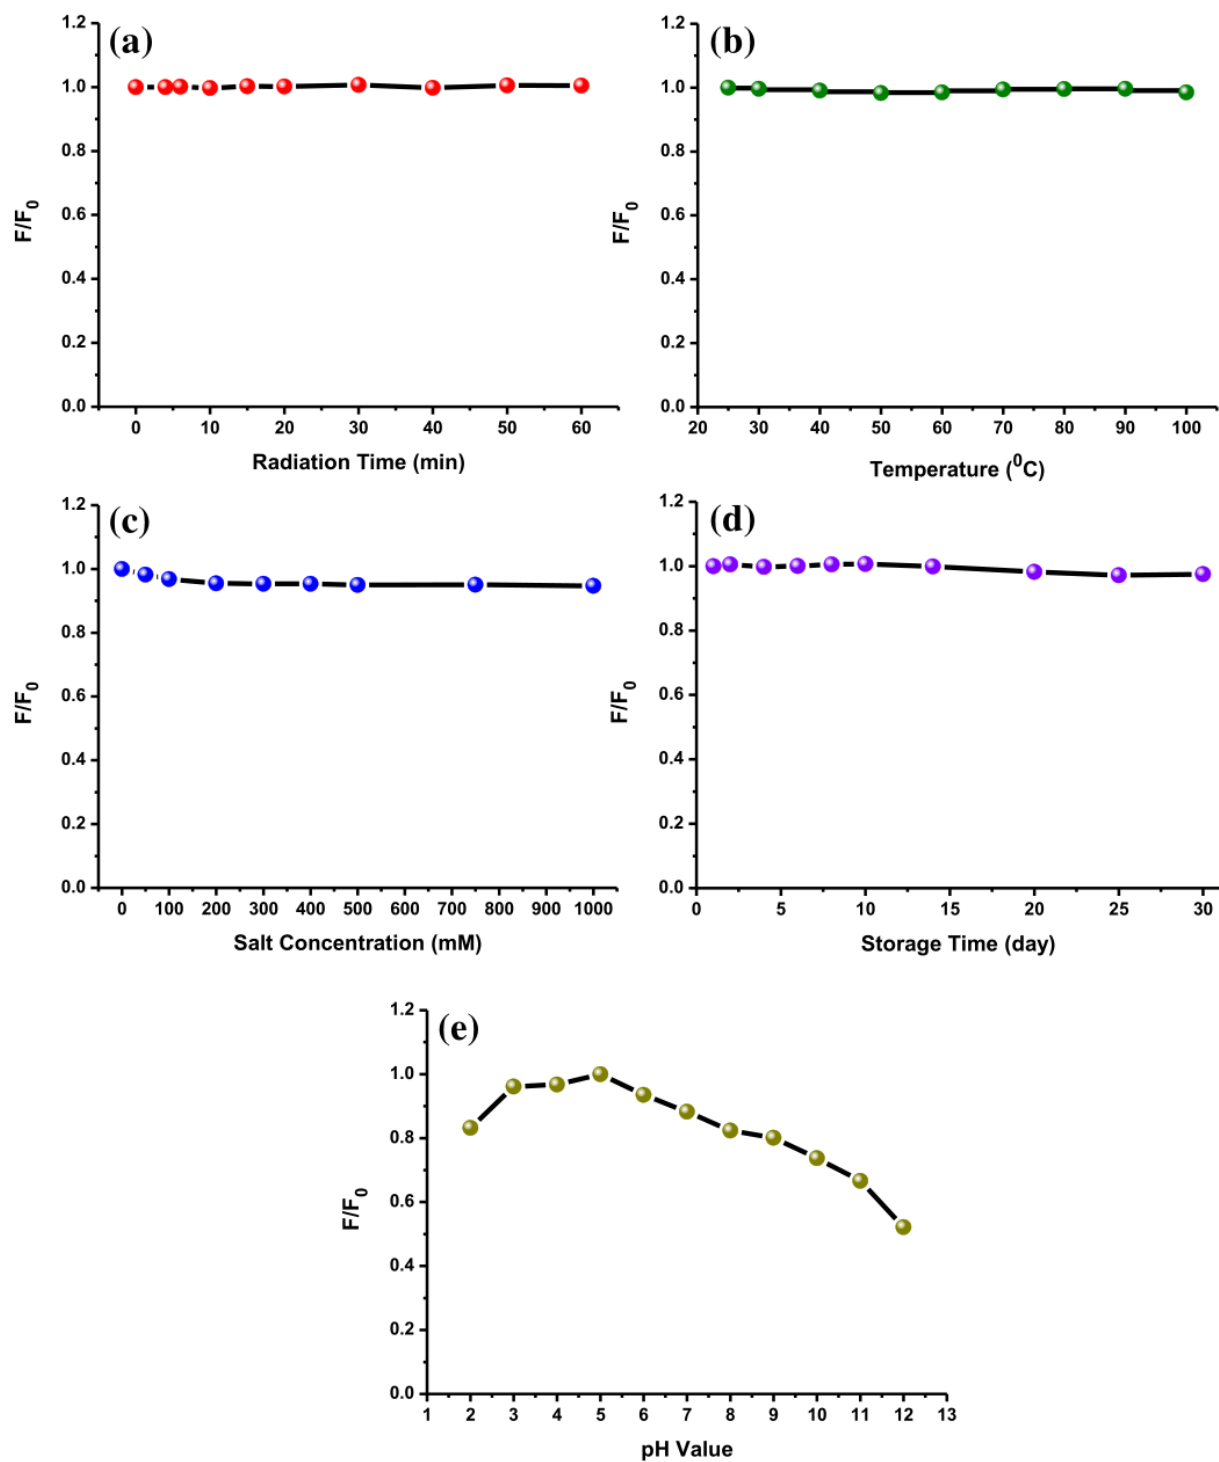 (a)
1.2
1.0
0.8
0.6
0.4
0.2
0.0
F/F0
0 10 20 30 40 50 60
Radiation Time (min)
(b)
1.2
1.0
0.8
0.6
0.4
0.2
0.0
F/F0
20 30 40 50 60 70 80 90 100
Temperature (⁰C)
(c)
1.2
1.0
0.8
0.6
0.4
0.2
0.0
F/F0
0 100 200 300 400 500 600 700 800 900 1000
Salt Concentration (mM)
(d)
1.2
1.0
0.8
0.6
0.4
0.2
0.0
F/F0
0 5 10 15 20 25 30
Storage Time (day)
(e)
1.2
1.0
0.8
0.6
0.4
0.2
0.0
F/F0
1 2 3 4 5 6 7 8 9 10 11 12 13
pH Value